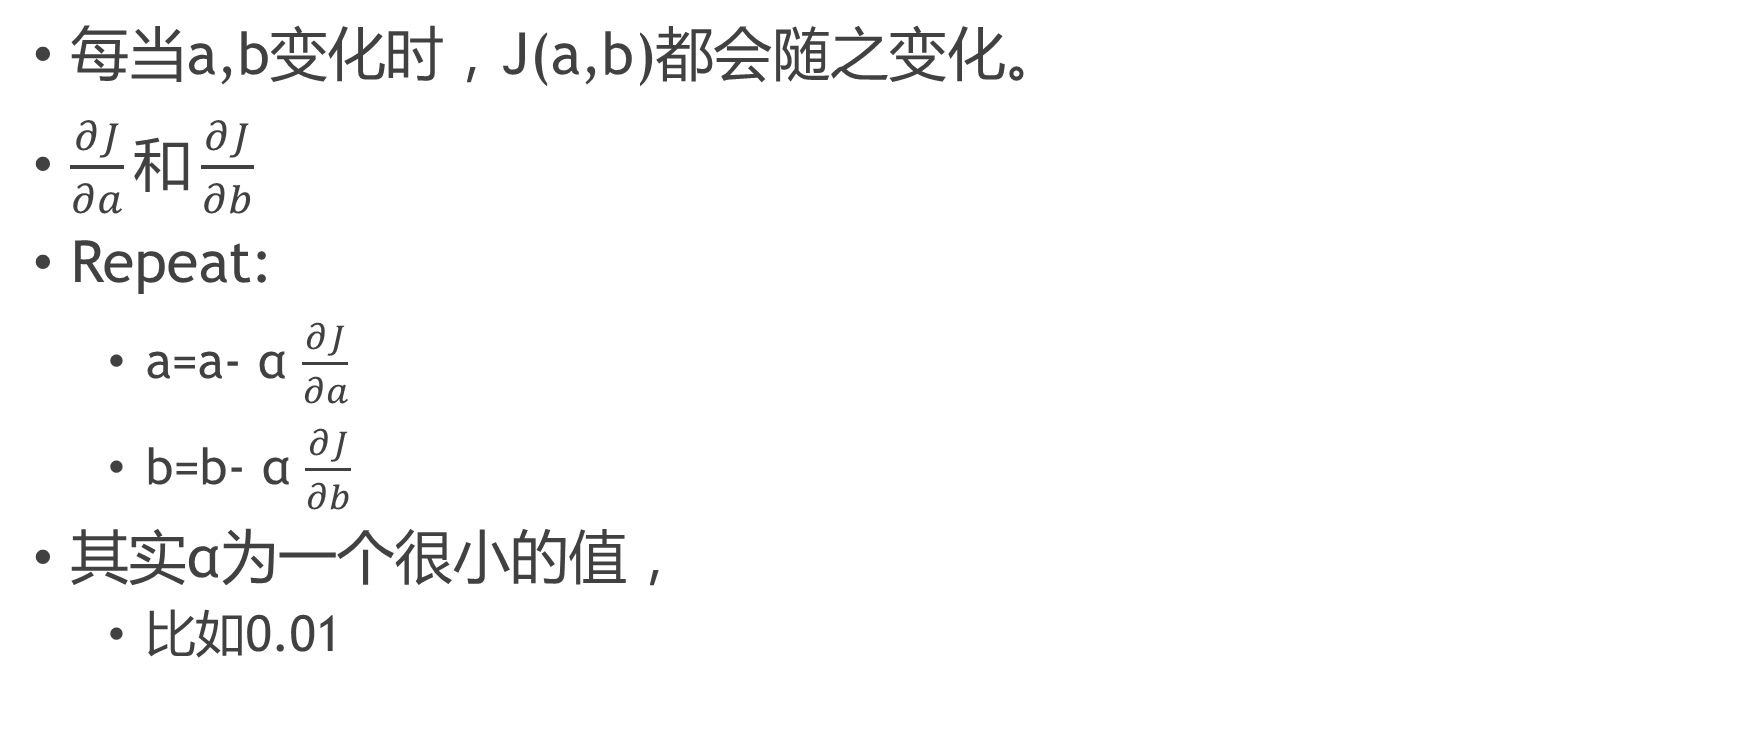 • 每当a,b变化时，J(a,b)都会随之变化。
• ∂J/∂a 和 ∂J/∂b
• Repeat:
• a=a- α ∂J/∂a
• b=b- α ∂J/∂b
• 其实α为一个很小的值，
• 比如0.01